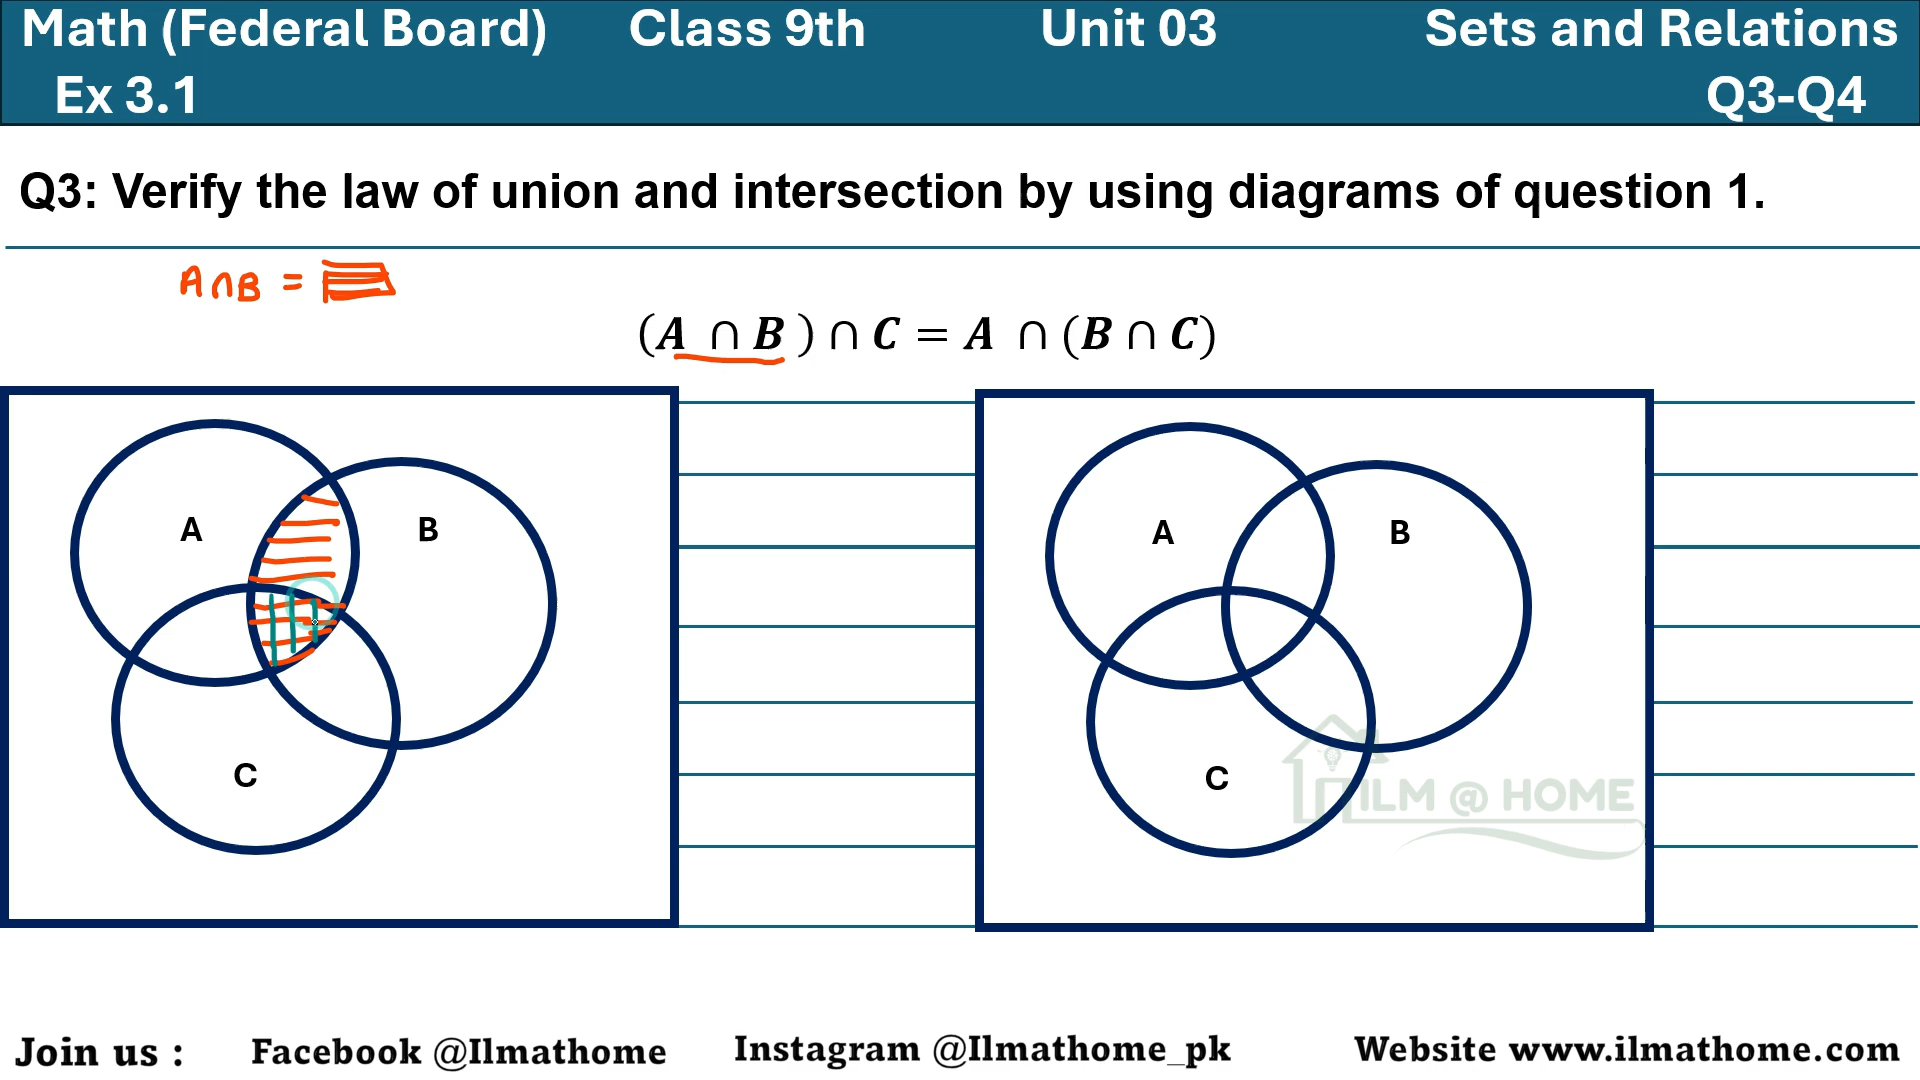 Math (Federal Board) Class 9th Unit 03 Sets and Relations
Ex 3.1 Q3-Q4
Q3: Verify the law of union and intersection by using diagrams of question 1.
A∩B =
(A ∩ B ) ∩ C = A ∩ (B ∩ C)
A B
C
A B
C
ILM @ HOME
Join us : Facebook @Ilmathome Instagram @Ilmathome_pk Website www.ilmathome.com